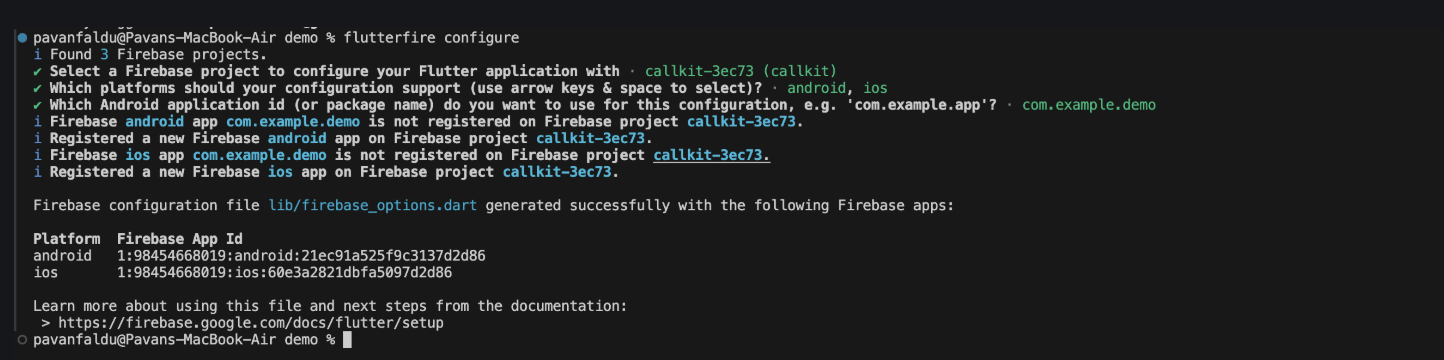 pavanfaldu@Pavans-MacBook-Air demo % flutterfire configure
i Found 3 Firebase projects.
✔ Select a Firebase project to configure your Flutter application with · callkit-3ec73 (callkit)
✔ Which platforms should your configuration support (use arrow keys & space to select)? · android, ios
✔ Which Android application id (or package name) do you want to use for this configuration, e.g. 'com.example.app'? · com.example.demo
i Firebase android app com.example.demo is not registered on Firebase project callkit-3ec73.
i Registered a new Firebase android app on Firebase project callkit-3ec73.
i Firebase ios app com.example.demo is not registered on Firebase project callkit-3ec73.
i Registered a new Firebase ios app on Firebase project callkit-3ec73.
Firebase configuration file lib/firebase_options.dart generated successfully with the following Firebase apps:
Platform  Firebase App Id
android   1:98454668019:android:21ec91a525f9c3137d2d86
ios       1:98454668019:ios:60e3a2821dbfa5097d2d86
Learn more about using this file and next steps from the documentation:
> https://firebase.google.com/docs/flutter/setup
pavanfaldu@Pavans-MacBook-Air demo %